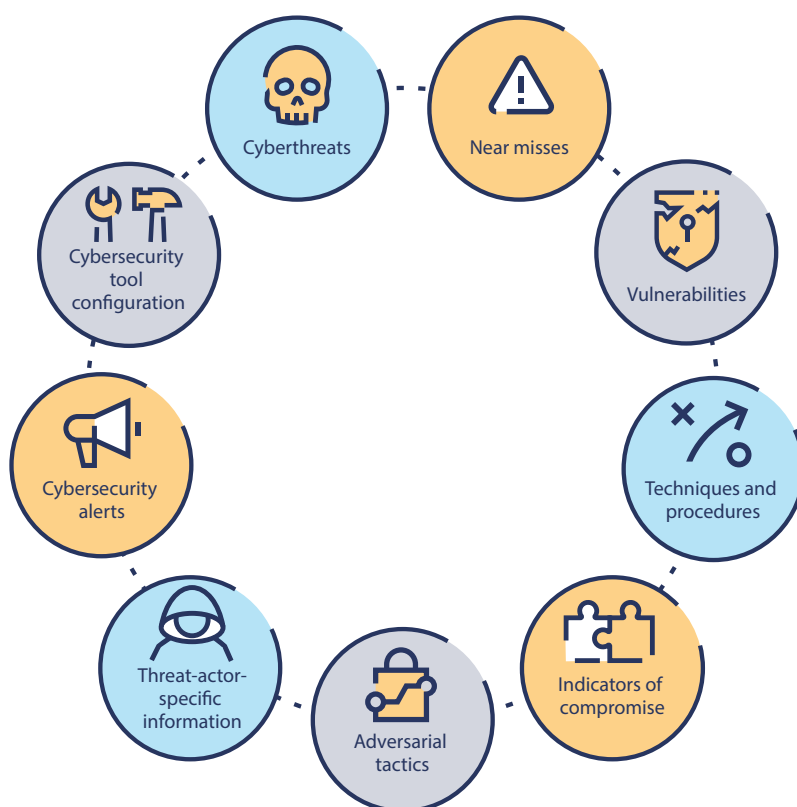 Cyberthreats
Near misses
Vulnerabilities
Techniques and
procedures
Indicators of
compromise
Adversarial
tactics
Threat-actor-
specific
information
Cybersecurity
alerts
Cybersecurity
tool
configuration